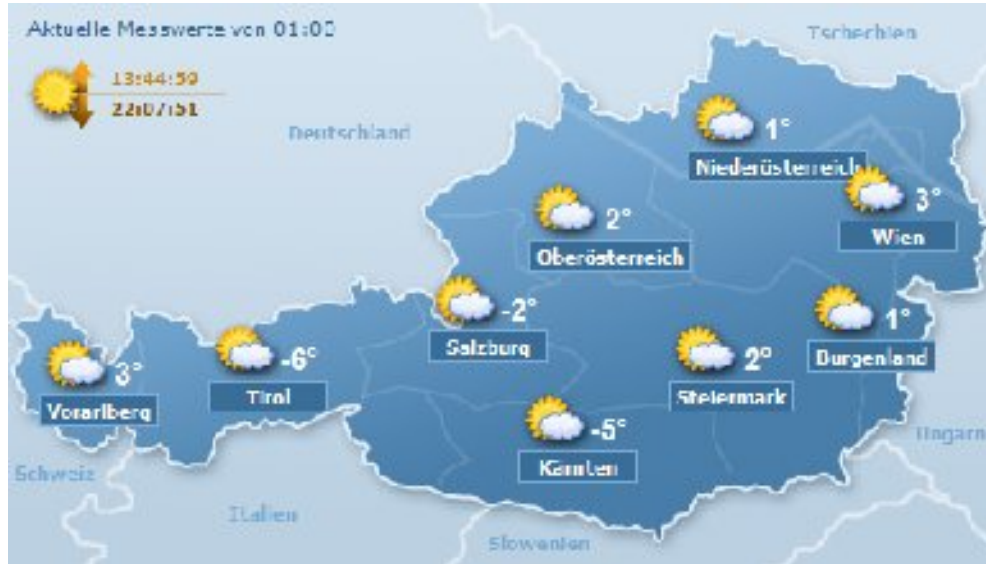 Aktuelle Messwerte von 01:00
Tschechien
13:44:59
22:07:51
Deutschland
1°
Niederösterreich
3°
Wien
2°
Oberösterreich
-2°
Salzburg
1°
Burgenland
3°
Vorarlberg
-6°
Tirol
2°
Steiermark
-5°
Kärnten
Ungarn
Schweiz
Italien
Slowenien